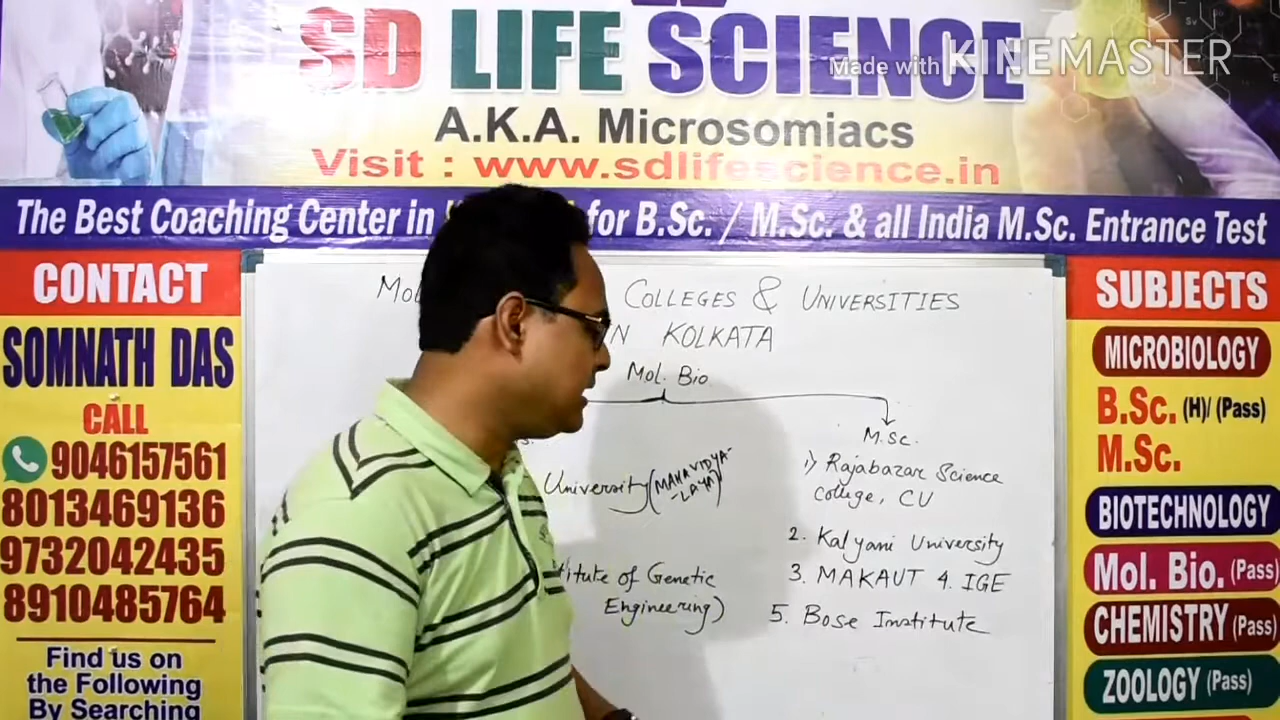 SD LIFE SCIENCE
Made with KINEMASTER
A.K.A. Microsomiacs
Visit : www.sdlifescience.in
The Best Coaching Center in for B.Sc. / M.Sc. & all India M.Sc. Entrance Test
CONTACT
SOMNATH DAS
CALL
9046157561
8013469136
9732042435
8910485764
Find us on
the Following
By Searching
COLLEGES & UNIVERSITIES
KOLKATA
Mol. Bio
University (MAHAVIDYA-
-LAYA)
of Genetic
Engineering)
M.Sc.
1) Rajabazar Science
College, CU
2. Kalyani University
3. MAKAUT 4. IGE
5. Bose Institute
SUBJECTS
MICROBIOLOGY
B.Sc. (H)/ (Pass)
M.Sc.
BIOTECHNOLOGY
Mol. Bio. (Pass)
CHEMISTRY (Pass)
ZOOLOGY (Pass)